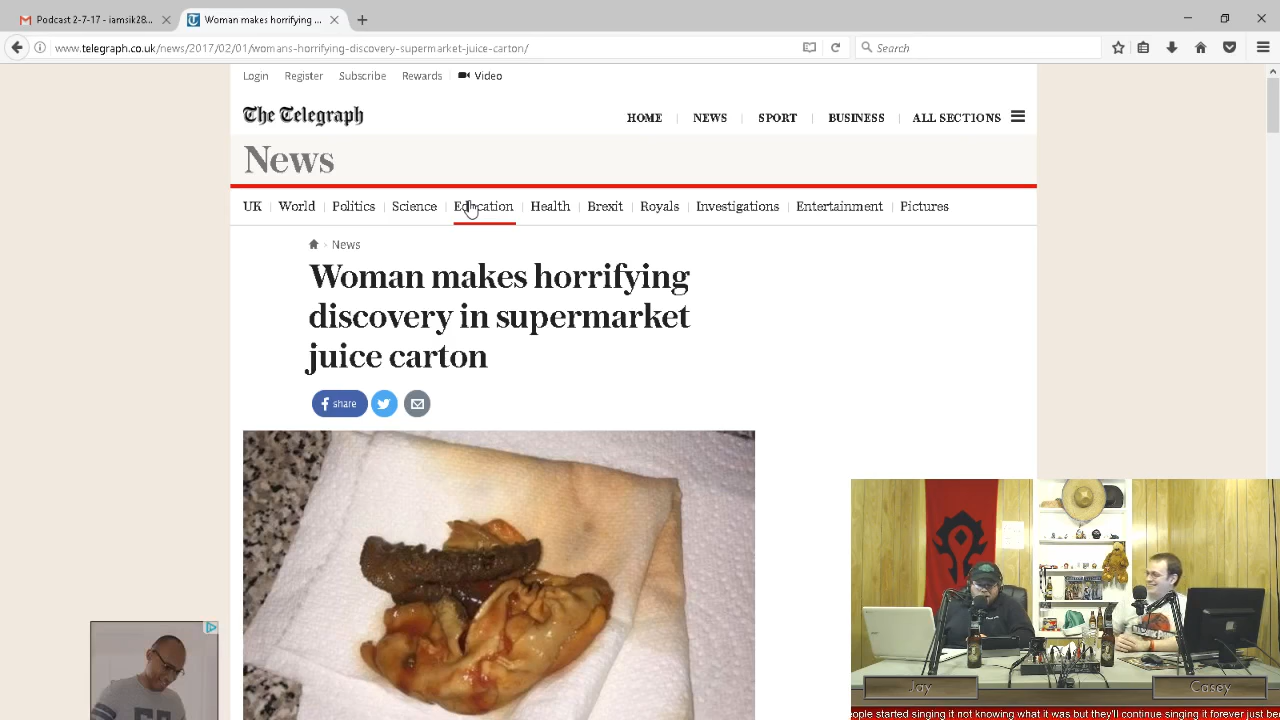 Podcast 2-7-17 - iamsik28...
Woman makes horrifying ...
www.telegraph.co.uk/news/2017/02/01/womans-horrifying-discovery-supermarket-juice-carton/
Search
Login Register Subscribe Rewards Video
The Telegraph
HOME NEWS SPORT BUSINESS ALL SECTIONS
News
UK World Politics Science Education Health Brexit Royals Investigations Entertainment Pictures
News
Woman makes horrifying
discovery in supermarket
juice carton
f share
Jay
Casey
ople started singing it not knowing what it was but they'll continue singing it forever just be